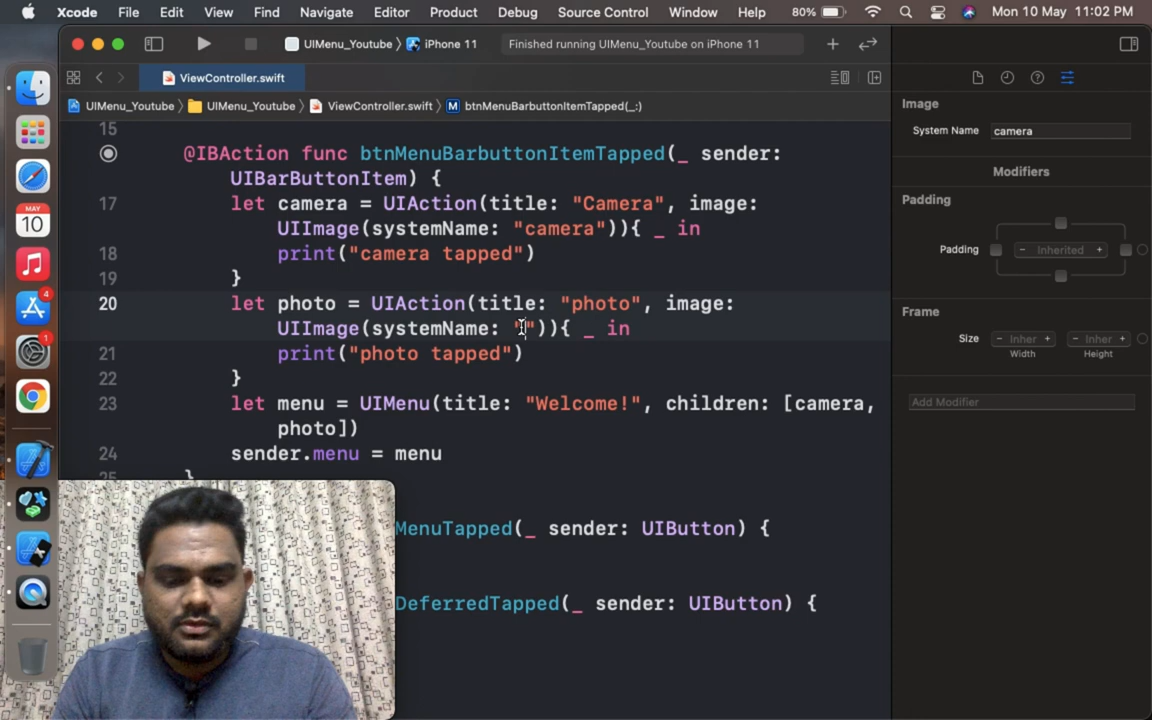 Xcode File Edit View Find Navigate Editor Product Debug Source Control Window Help 80% Mon 10 May 11:02 PM
UIMenu_Youtube iPhone 11 Finished running UIMenu_Youtube on iPhone 11
ViewController.swift
UIMenu_Youtube UIMenu_Youtube ViewController.swift M btnMenuBarbuttonItemTapped(_:)
15
@IBAction func btnMenuBarbuttonItemTapped(_ sender:
UIBarButtonItem) {
17 let camera = UIAction(title: "Camera", image:
UIImage(systemName: "camera")){ _ in
18 print("camera tapped")
19 }
20 let photo = UIAction(title: "photo", image:
UIImage(systemName: "")){ _ in
21 print("photo tapped")
22 }
23 let menu = UIMenu(title: "Welcome!", children: [camera,
photo])
24 sender.menu = menu
25 }
MenuTapped(_ sender: UIButton) {
DeferredTapped(_ sender: UIButton) {
Image
System Name camera
Modifiers
Padding
Padding − Inherited +
Frame
Size − Inher + − Inher +
Width Height
Add Modifier
MAY
10
4
1